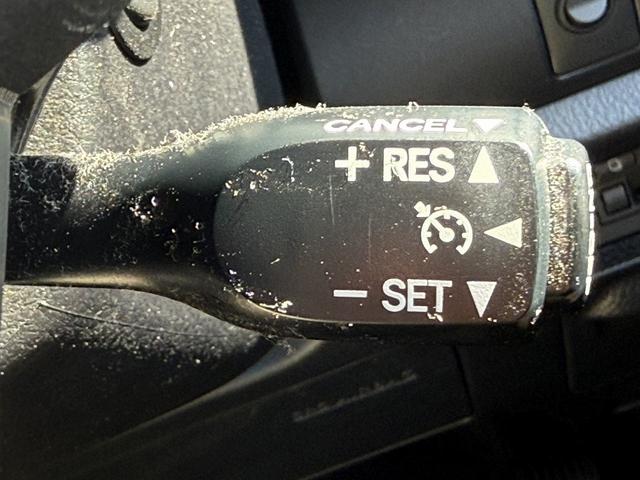 CANCEL ▼
+ RES ▲
◀
− SET ▼